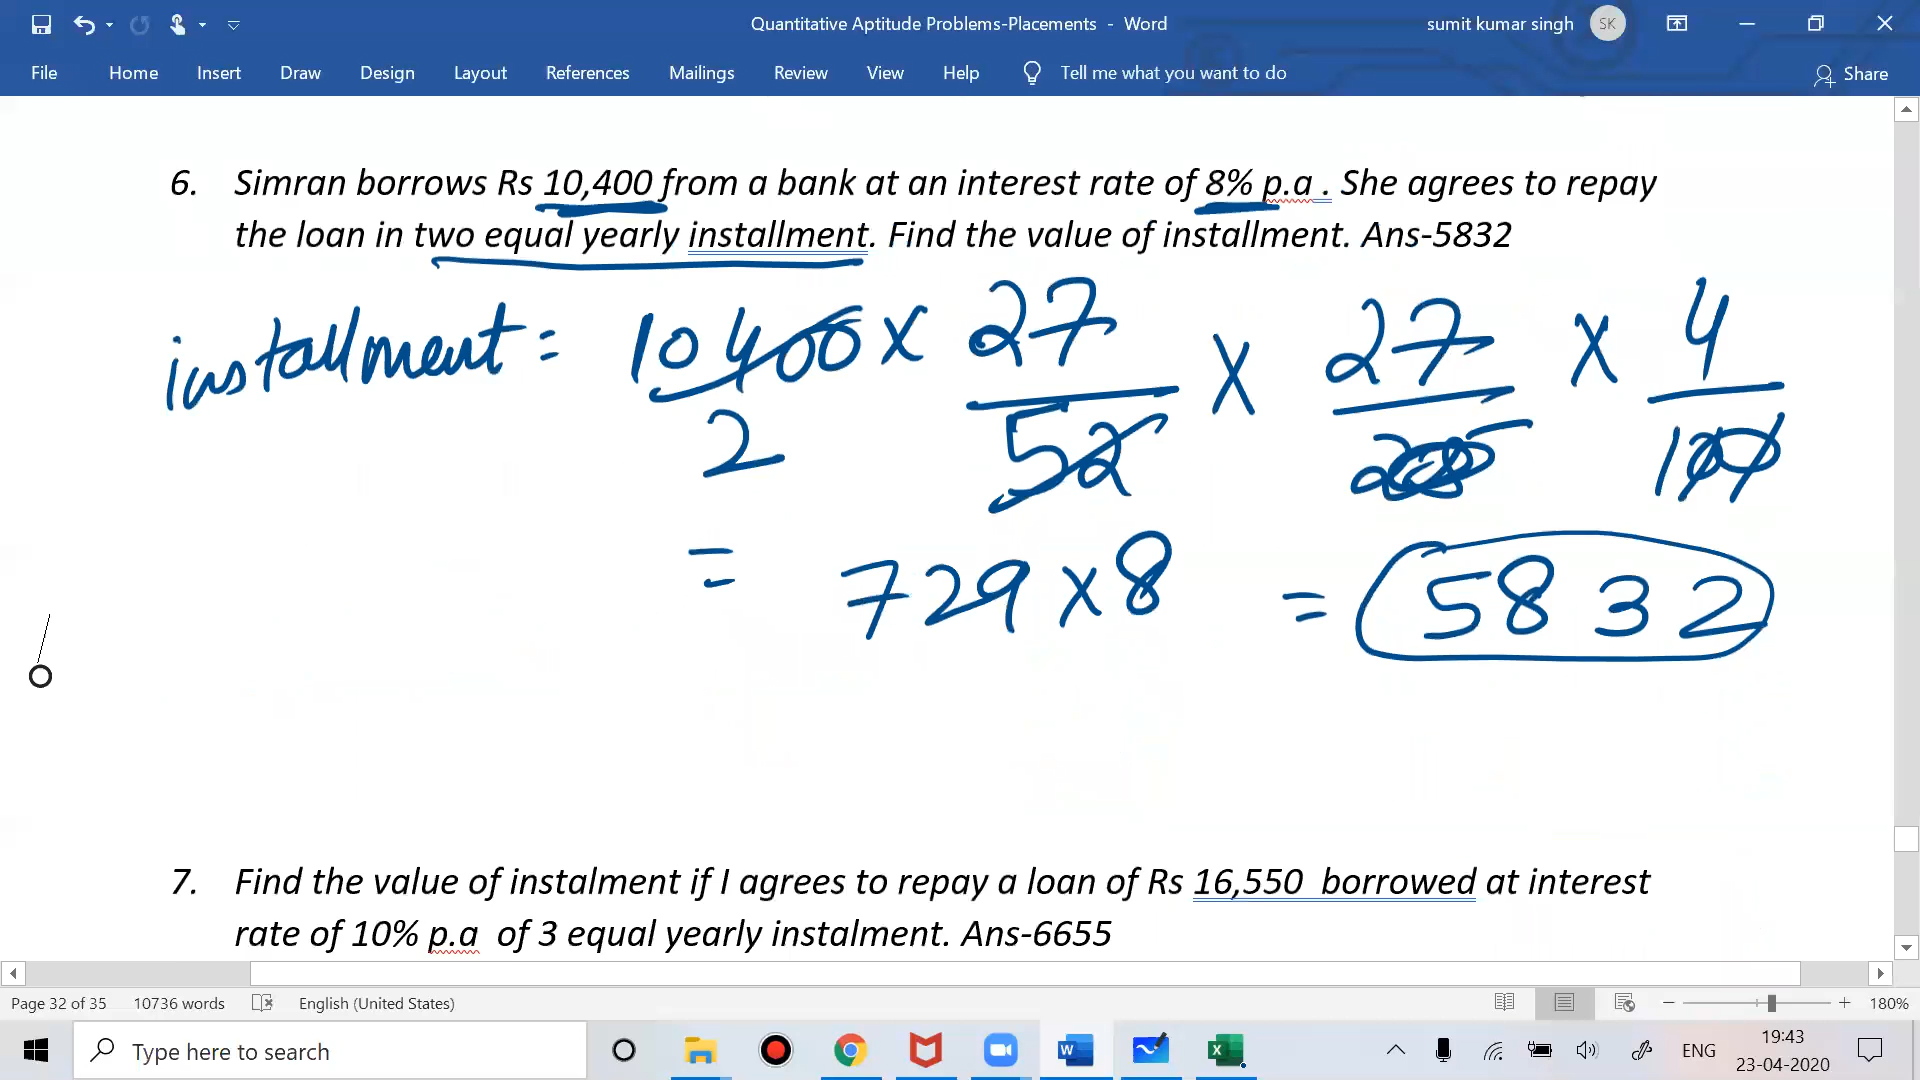 Quantitative Aptitude Problems-Placements - Word
sumit kumar singh
SK
File Home Insert Draw Design Layout References Mailings Review View Help Tell me what you want to do
Share
6. Simran borrows Rs 10,400 from a bank at an interest rate of 8% p.a . She agrees to repay
the loan in two equal yearly installment. Find the value of installment. Ans-5832
installment = 10400 x 27 x 27 x 4
2 52 100
= 729 x 8 = 5832
7. Find the value of instalment if I agrees to repay a loan of Rs 16,550 borrowed at interest
rate of 10% p.a of 3 equal yearly instalment. Ans-6655
Page 32 of 35 10736 words English (United States)
180%
Type here to search
ENG
19:43
23-04-2020